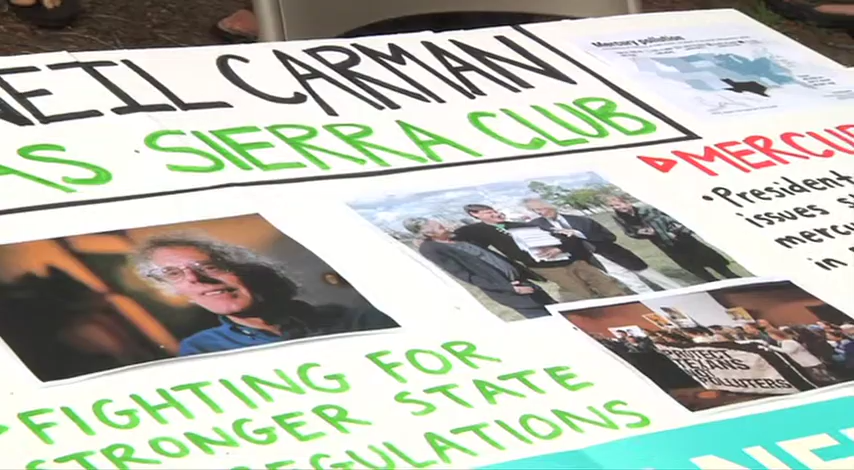 NEIL CARMAN
AS SIERRA CLUB
Mercury pollution
MERCU
• President
issues s
mercu
in
PROTECT
TEXANS
POLLUTERS
FIGHTING FOR
STRONGER STATE
REGULATIONS